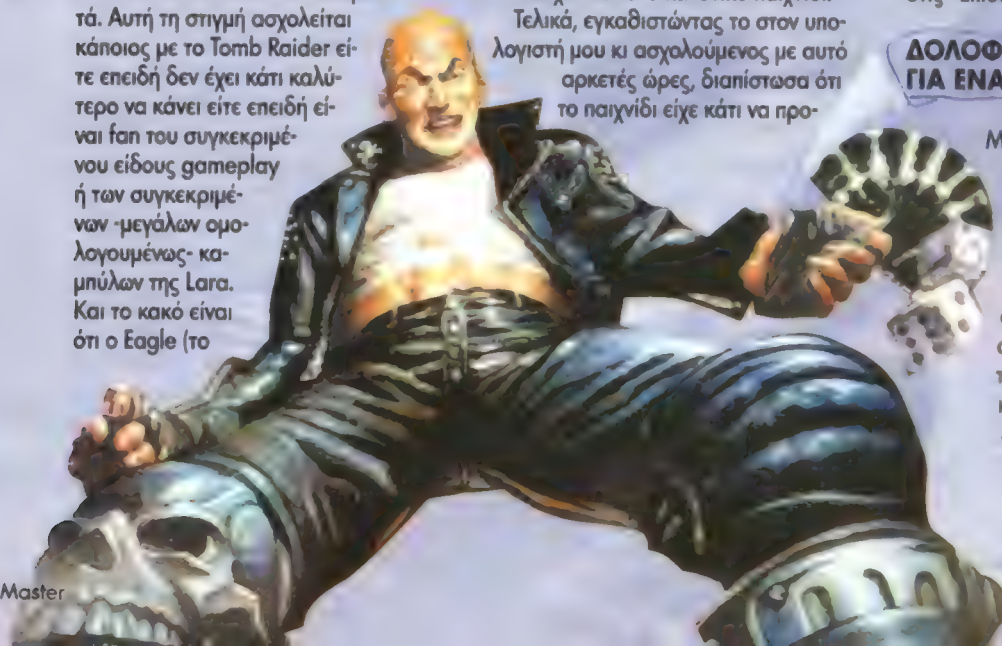 τά. Αυτή τη στιγμή ασχολείται
κάποιος με το Tomb Raider εί-
τε επειδή δεν έχει κάτι καλύ-
τερο να κάνει είτε επειδή εί-
ναι fan του συγκεκριμέ-
νου είδους gameplay
ή των συγκεκριμέ-
νων -μεγάλων ομο-
λογουμένως- κα-
μπύλων της Lara.
Και το κακό είναι
ότι ο Eagle (το
Τελικά, εγκαθιστώντας το στον υπο-
λογιστή μου κι ασχολούμενος με αυτό
αρκετές ώρες, διαπίστωσα ότι
το παιχνίδι είχε κάτι να προ-
ΔΟΛΟΦ
ΓΙΑ ΕΝΑ
Master